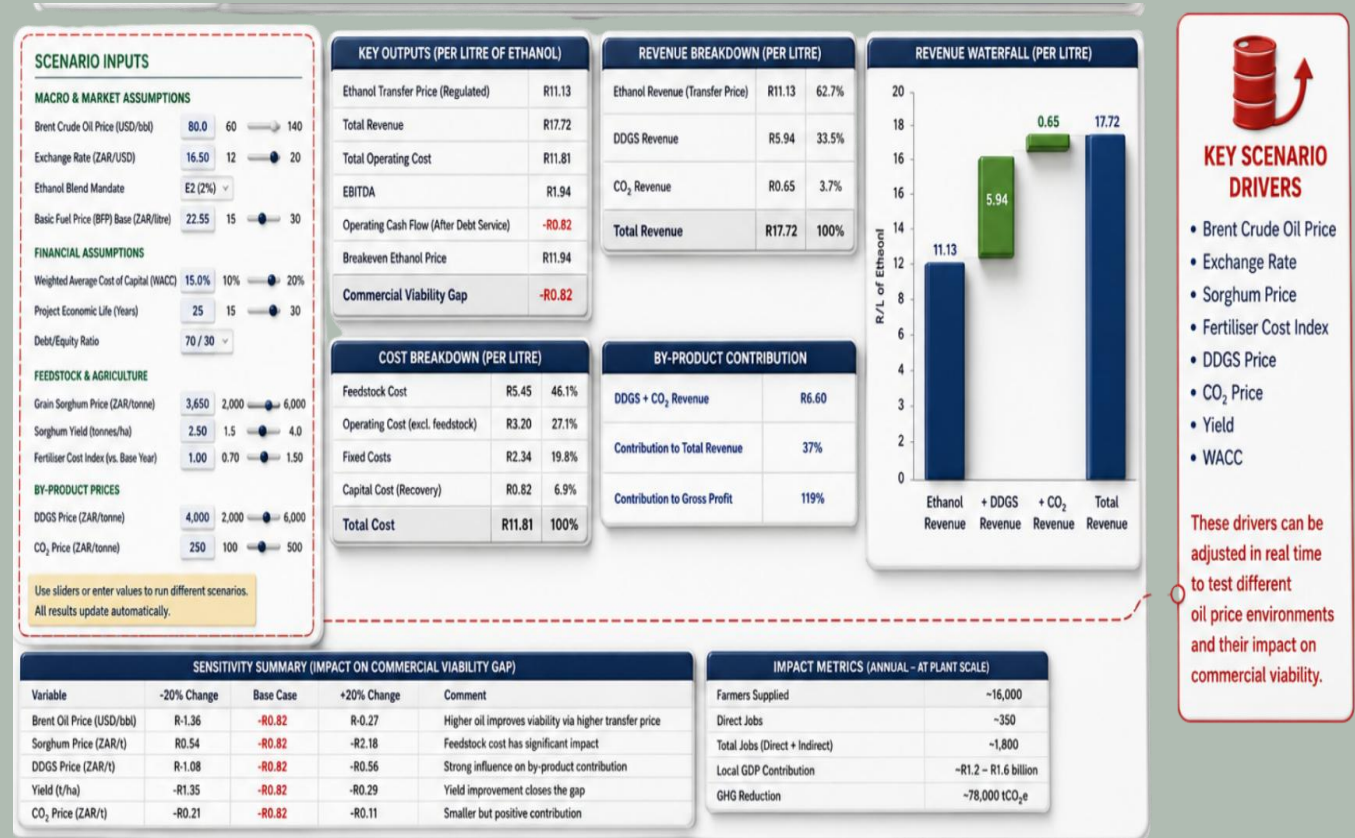 SCENARIO INPUTS
MACRO & MARKET ASSUMPTIONS
Brent Crude Oil Price (USD/bbl) 80.0 60 140
Exchange Rate (ZAR/USD) 16.50 12 20
Ethanol Blend Mandate E2 (2%)
Basic Fuel Price (BFP) Base (ZAR/litre) 22.55 15 30
FINANCIAL ASSUMPTIONS
Weighted Average Cost of Capital (WACC) 15.0% 10% 20%
Project Economic Life (Years) 25 15 30
Debt/Equity Ratio 70 / 30
FEEDSTOCK & AGRICULTURE
Grain Sorghum Price (ZAR/tonne) 3,650 2,000 6,000
Sorghum Yield (tonnes/ha) 2.50 1.5 4.0
Fertiliser Cost Index (vs. Base Year) 1.00 0.70 1.50
BY-PRODUCT PRICES
DDGS Price (ZAR/tonne) 4,000 2,000 6,000
CO₂ Price (ZAR/tonne) 250 100 500
Use sliders or enter values to run different scenarios.
All results update automatically.
KEY OUTPUTS (PER LITRE OF ETHANOL)
Ethanol Transfer Price (Regulated) R11.13
Total Revenue R17.72
Total Operating Cost R11.81
EBITDA R1.94
Operating Cash Flow (After Debt Service) -R0.82
Breakeven Ethanol Price R11.94
Commercial Viability Gap -R0.82
REVENUE BREAKDOWN (PER LITRE)
Ethanol Revenue (Transfer Price) R11.13 62.7%
DDGS Revenue R5.94 33.5%
CO₂ Revenue R0.65 3.7%
Total Revenue R17.72 100%
COST BREAKDOWN (PER LITRE)
Feedstock Cost R5.45 46.1%
Operating Cost (excl. feedstock) R3.20 27.1%
Fixed Costs R2.34 19.8%
Capital Cost (Recovery) R0.82 6.9%
Total Cost R11.81 100%
BY-PRODUCT CONTRIBUTION
DDGS + CO₂ Revenue R6.60
Contribution to Total Revenue 37%
Contribution to Gross Profit 119%
REVENUE WATERFALL (PER LITRE)
R/L of Ethaonl
20
18
16
16
14
12
8
6
4
3
2
0
11.13
5.94
0.65
17.72
Ethanol Revenue
+ DDGS Revenue
+ CO₂ Revenue
Total Revenue
KEY SCENARIO
DRIVERS
• Brent Crude Oil Price
• Exchange Rate
• Sorghum Price
• Fertiliser Cost Index
• DDGS Price
• CO₂ Price
• Yield
• WACC
These drivers can be
adjusted in real time
to test different
oil price environments
and their impact on
commercial viability.
SENSITIVITY SUMMARY (IMPACT ON COMMERCIAL VIABILITY GAP)
Variable -20% Change Base Case +20% Change Comment
Brent Oil Price (USD/bbl) R-1.36 -R0.82 R-0.27 Higher oil improves viability via higher transfer price
Sorghum Price (ZAR/t) R0.54 -R0.82 -R2.18 Feedstock cost has significant impact
DDGS Price (ZAR/t) R-1.08 -R0.82 -R0.56 Strong influence on by-product contribution
Yield (t/ha) -R1.35 -R0.82 -R0.29 Yield improvement closes the gap
CO₂ Price (ZAR/t) -R0.21 -R0.82 -R0.11 Smaller but positive contribution
IMPACT METRICS (ANNUAL – AT PLANT SCALE)
Farmers Supplied ~16,000
Direct Jobs ~350
Total Jobs (Direct + Indirect) ~1,800
Local GDP Contribution ~R1.2 – R1.6 billion
GHG Reduction ~78,000 tCO₂e